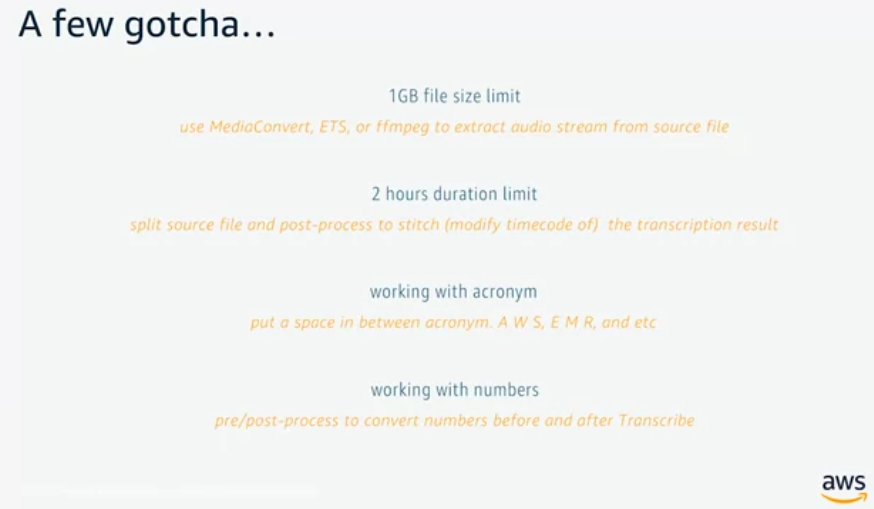 A few gotcha...
1GB file size limit
use MediaConvert, ETS, or ffmpeg to extract audio stream from source file
2 hours duration limit
split source file and post-process to stitch (modify timecode of) the transcription result
working with acronym
put a space in between acronym. A W S, E M R, and etc
working with numbers
pre/post-process to convert numbers before and after Transcribe
aws